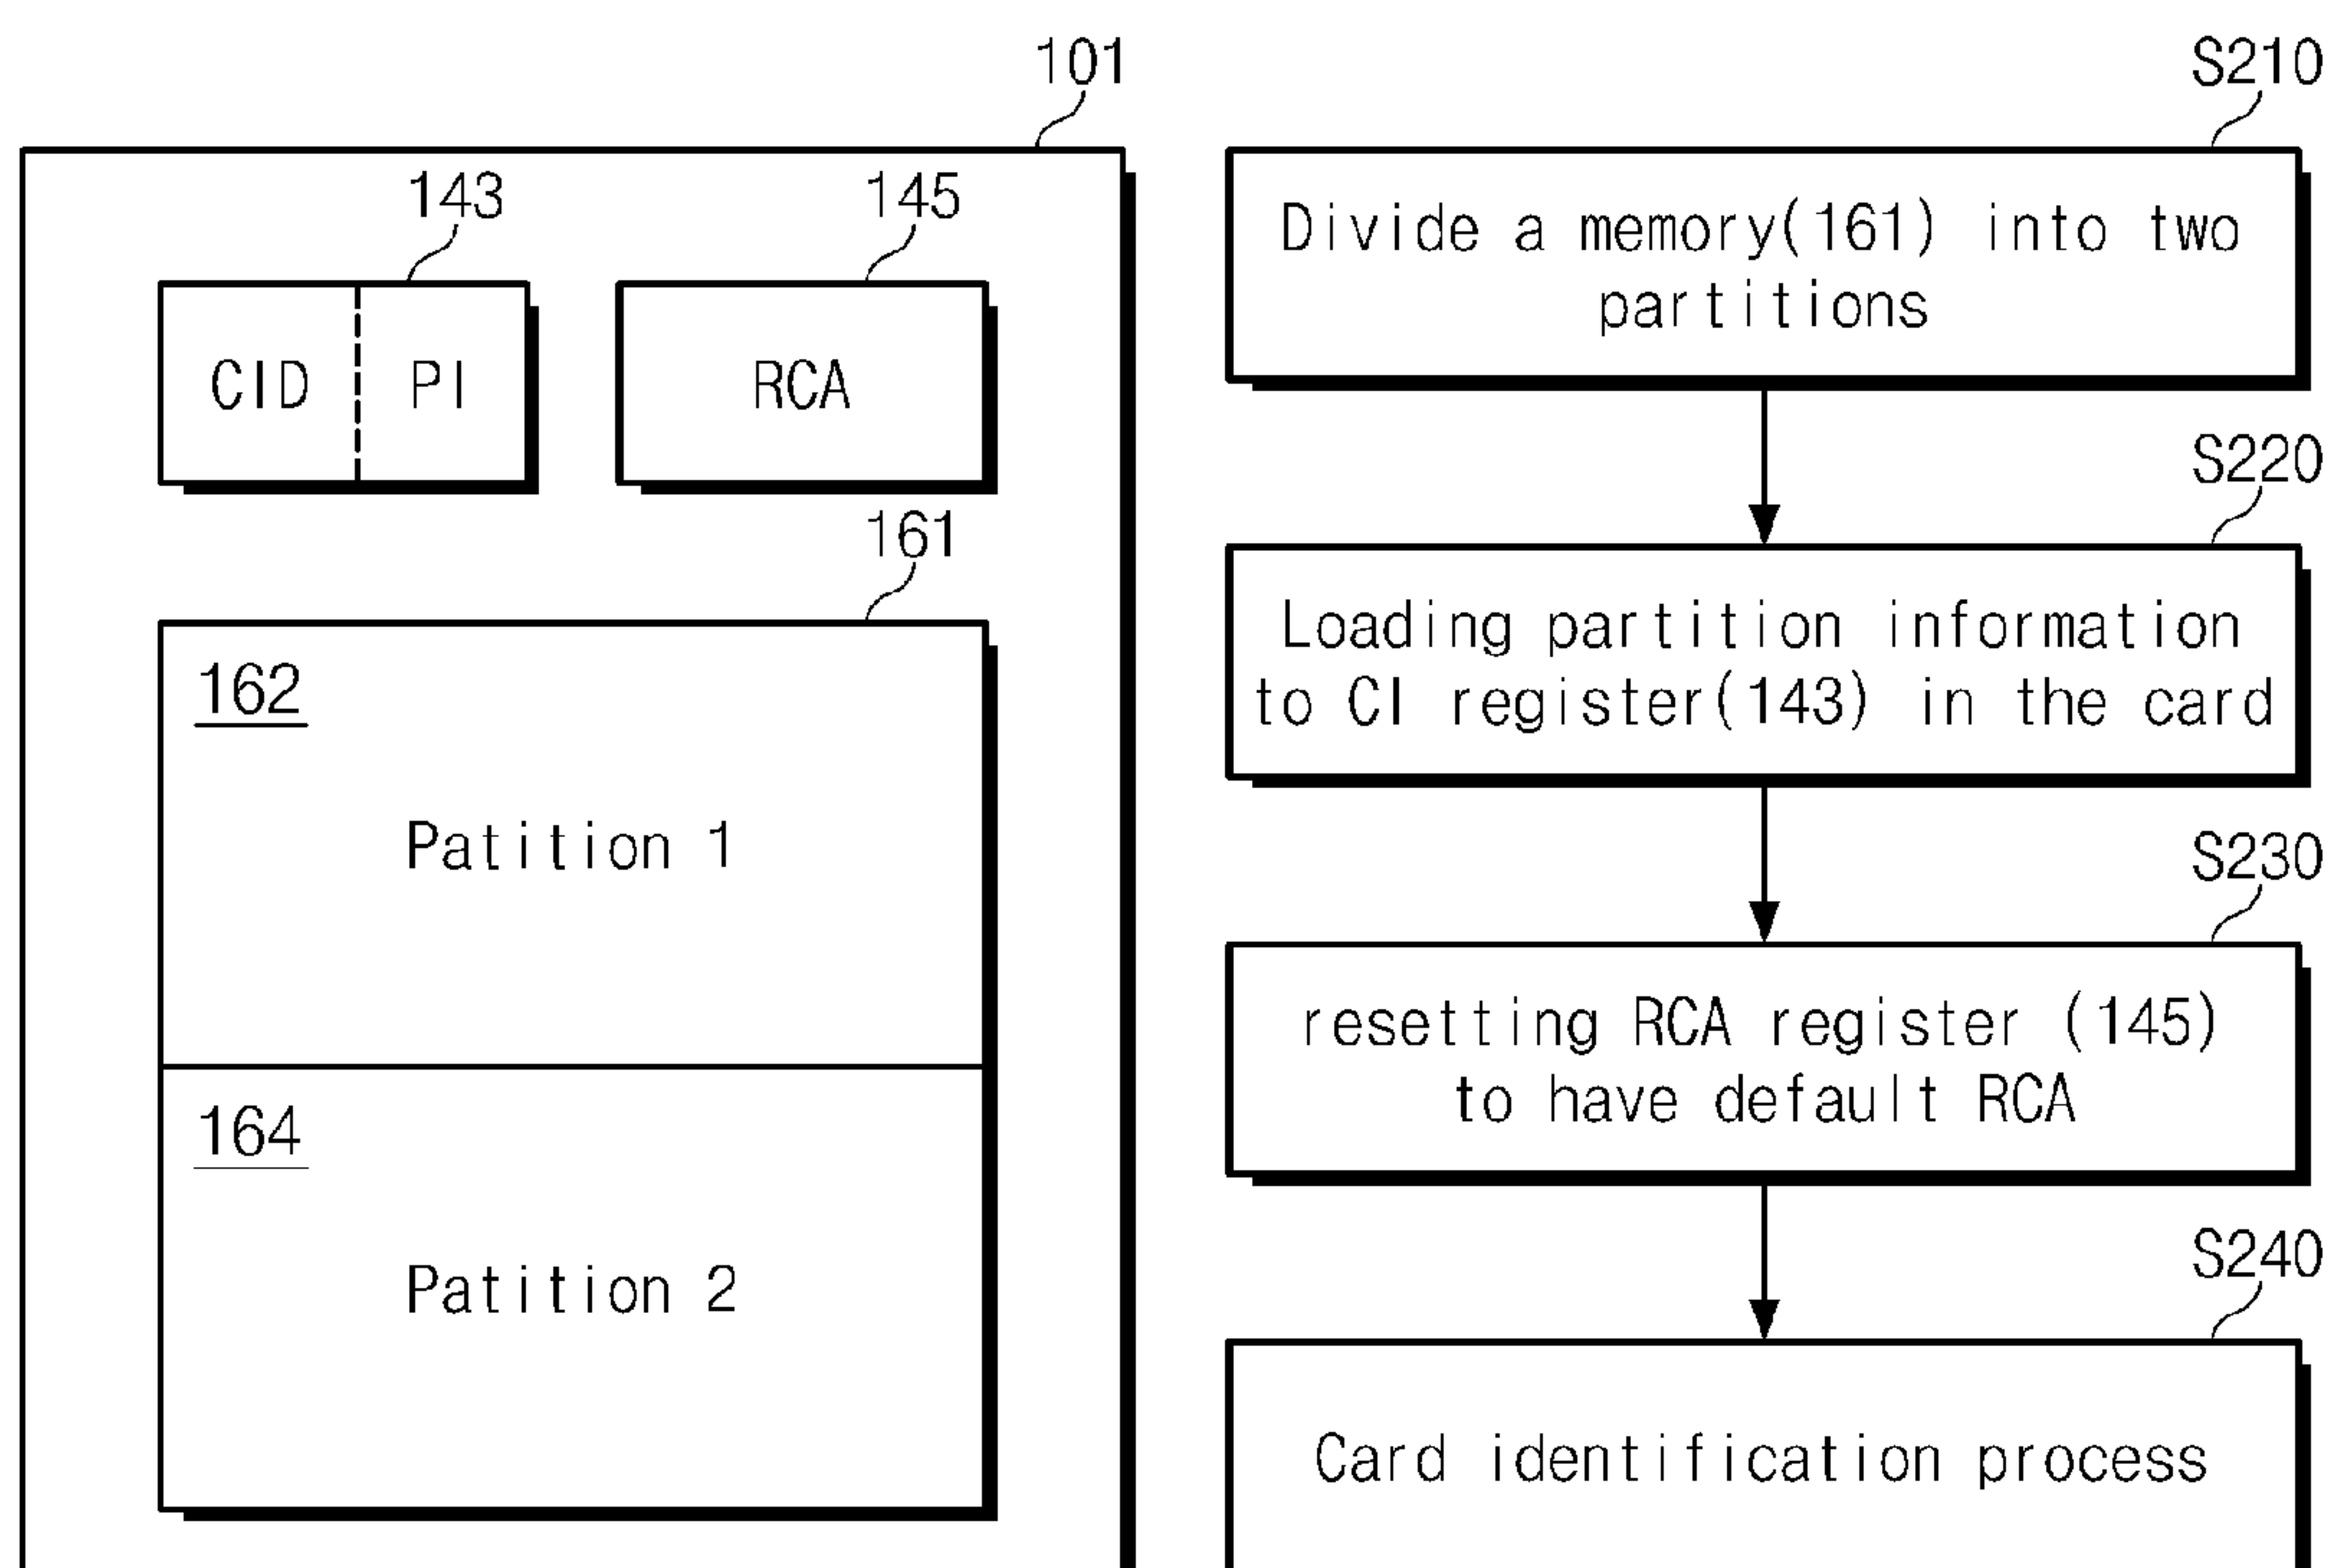 101
143
145
CID
PI
RCA
161
162
Patition 1
164
Patition 2
S210
Divide a memory(161) into two
partitions
S220
Loading partition information
to CI register(143) in the card
S230
resetting RCA register (145)
to have default RCA
S240
Card identification process